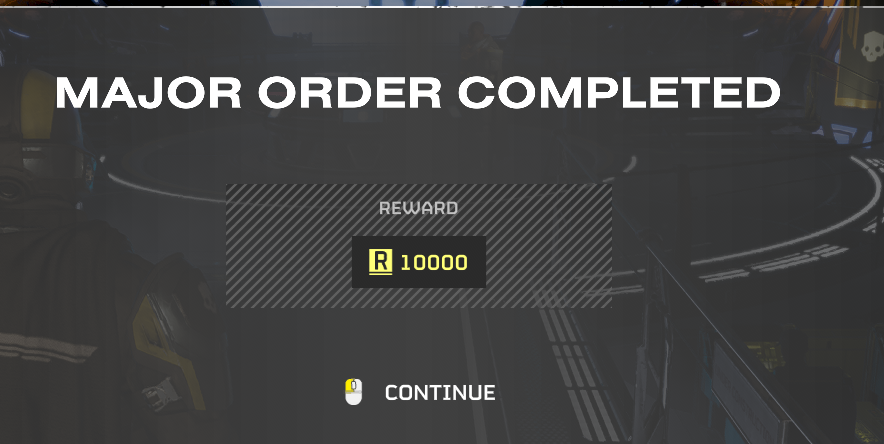 MAJOR ORDER COMPLETED
REWARD
R 10000
CONTINUE